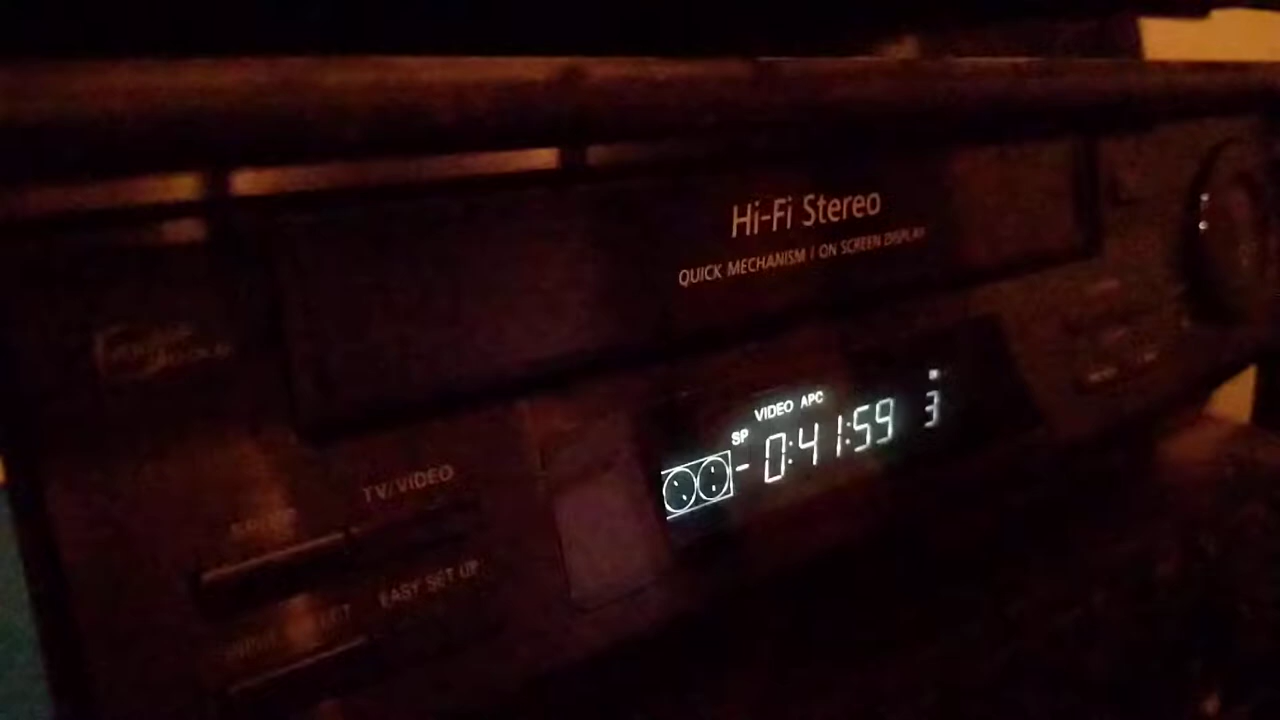 Hi-Fi Stereo
QUICK MECHANISM / ON SCREEN DISPLAY
VIDEO APC
SP
-0:41:59 3
TV/VIDEO
EASY SET UP